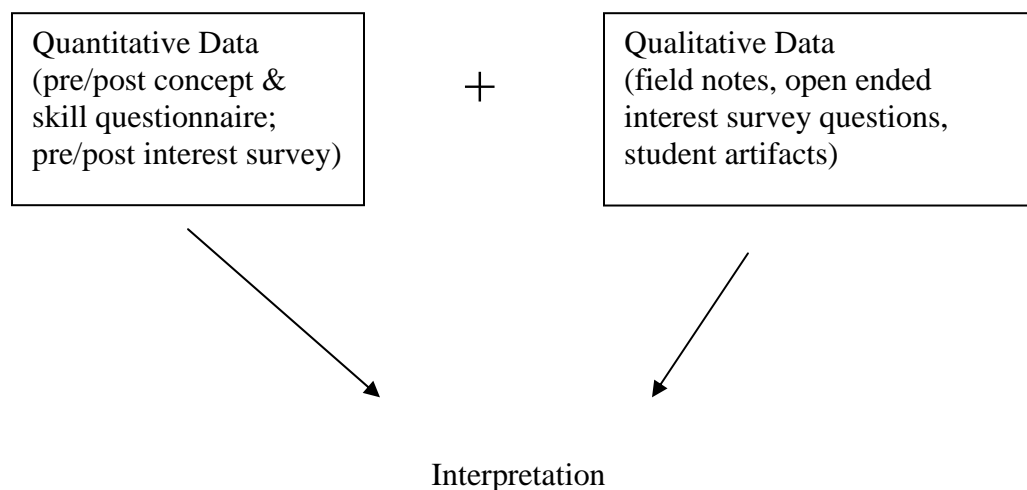 Quantitative Data
(pre/post concept &
skill questionnaire;
pre/post interest survey)
+
Qualitative Data
(field notes, open ended
interest survey questions,
student artifacts)
Interpretation